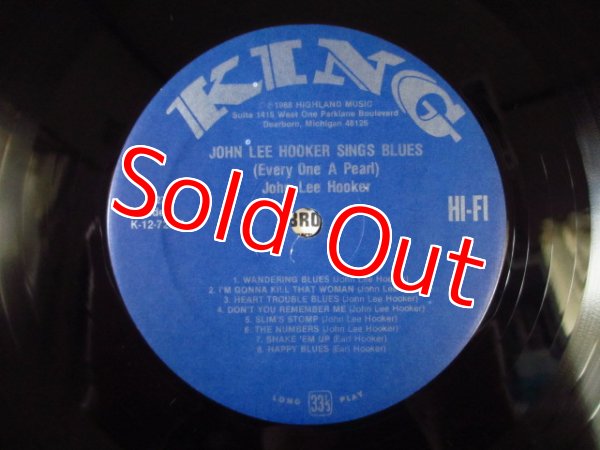 KING
1988 HIGHLAND MUSIC
Suite 1415 West One Parklane Boulevard
Dearborn, Michigan 48126
JOHN LEE HOOKER SINGS BLUES
(Every One A Pearl)
John Lee Hooker
HI-FI
Sold Out
1. WANDERING BLUES (John Lee Hooker)
2. I'M GONNA KILL THAT WOMAN (John Lee
3. HEART TROUBLE BLUES (John Lee Hooker)
4. DON'T YOU REMEMBER ME (John Lee Hooker)
5. SLIM'S STOMP (John Lee Hooker)
6. THE NUMBERS (John Lee Hooker)
7. SHAKE 'EM UP (Earl Hooker)
8. HAPPY BLUES (Earl Hooker)
LONG 33⅓ PLAY